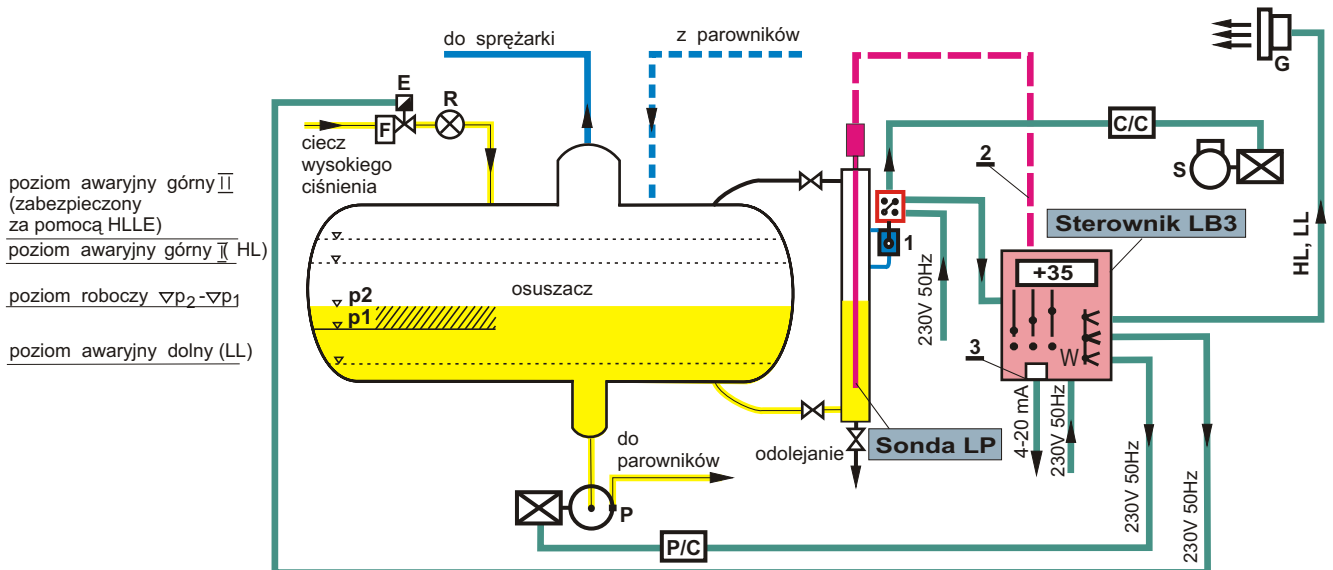 do sprężarki
z parowników
E
R
F
G
ciecz
wysokiego
ciśnienia
C/C
S
2
poziom awaryjny górny II
(zabezpieczony
za pomocą HLLE)
poziom awaryjny górny I( HL)
poziom roboczy ▽p2-▽p1
poziom awaryjny dolny (LL)
osuszacz
p2
p1
1
230V 50Hz
Sterownik LB3
+35
HL, LL
W
3
4-20 mA
230V 50Hz
230V 50Hz
230V 50Hz
Sonda LP
odolejanie
do
parowników
P
P/C